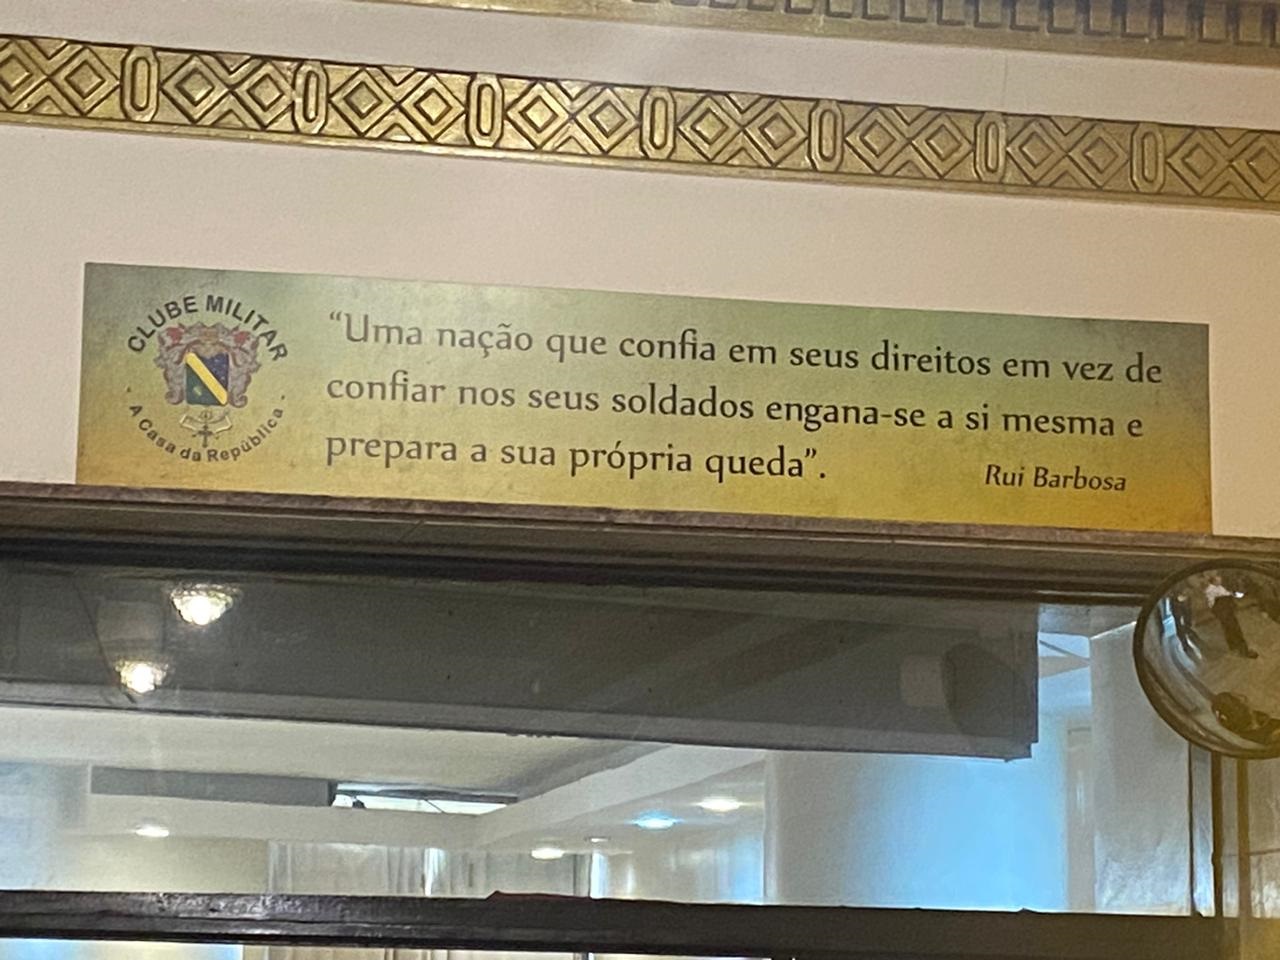 CLUBE MILITAR
· A Casa da República ·
“Uma nação que confia em seus direitos em vez de
confiar nos seus soldados engana-se a si mesma e
prepara a sua própria queda”.
Rui Barbosa